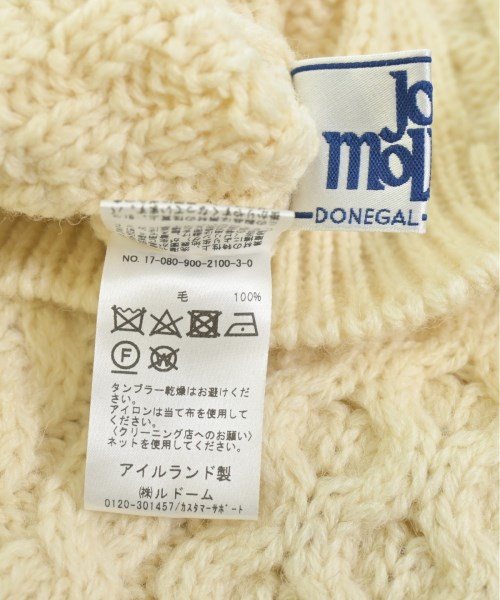 Jo
moll
DONEGAL
NO. 17-080-900-2100-3-0
毛 100%
F
W
タンブラー乾燥はお避けくだ
さい。
アイロンは当て布を使用して
ください。
〈クリーニング店へのお願い〉
ネットを使用してください。
アイルランド製
㈱ルドーム
0120-301457/カスタマーサポート